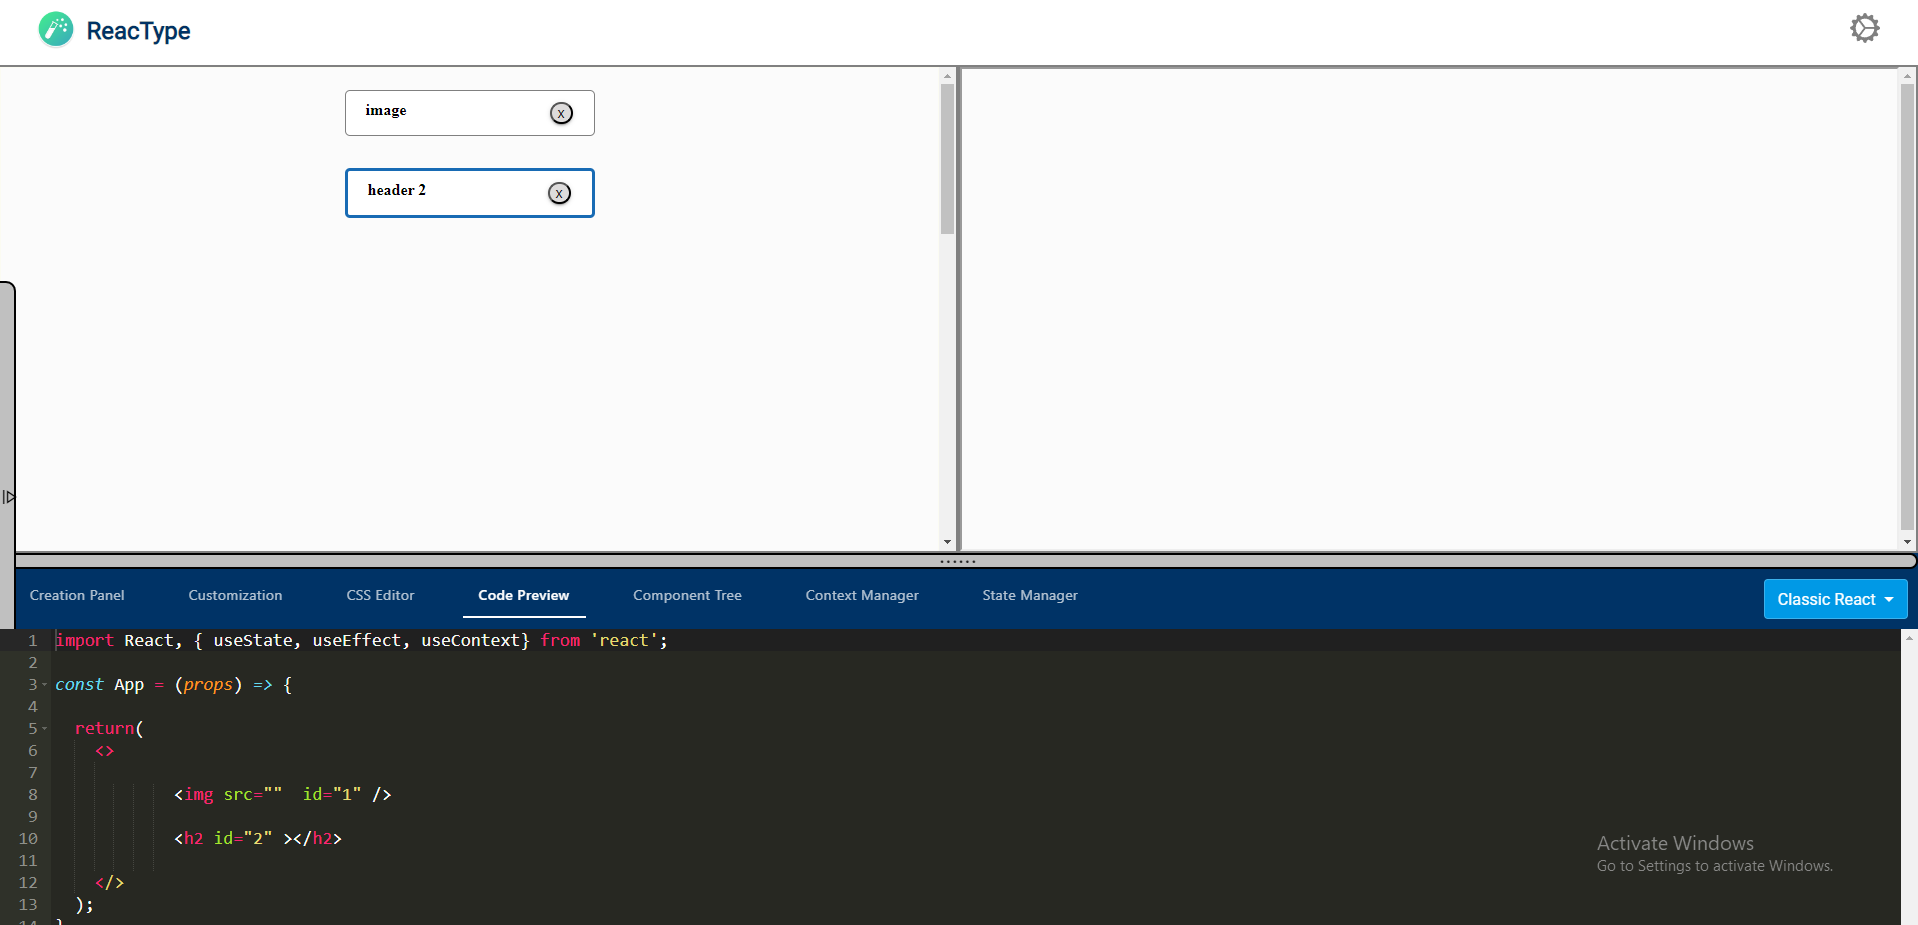 ReacType
image
x
header 2
x
Creation Panel
Customization
CSS Editor
Code Preview
Component Tree
Context Manager
State Manager
Classic React
1 import React, { useState, useEffect, useContext} from 'react';
2
3 const App = (props) => {
4
5 return(
6 <>
7
8 <img src=""  id="1" />
9
10 <h2 id="2" ></h2>
11
12 </>
13 );
14 }
Activate Windows
Go to Settings to activate Windows.